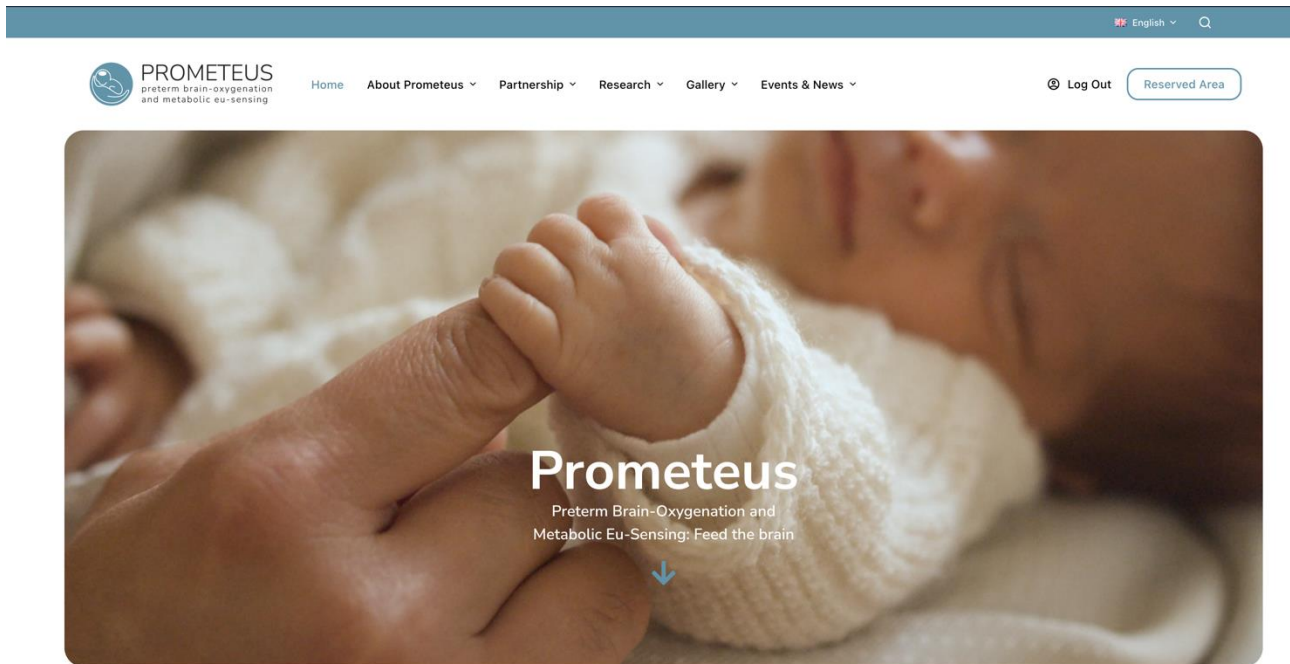 English
PROMETEUS
preterm brain-oxygenation
and metabolic eu-sensing
Home About Prometeus Partnership Research Gallery Events & News Log Out Reserved Area
Prometeus
Preterm Brain-Oxygenation and
Metabolic Eu-Sensing: Feed the brain